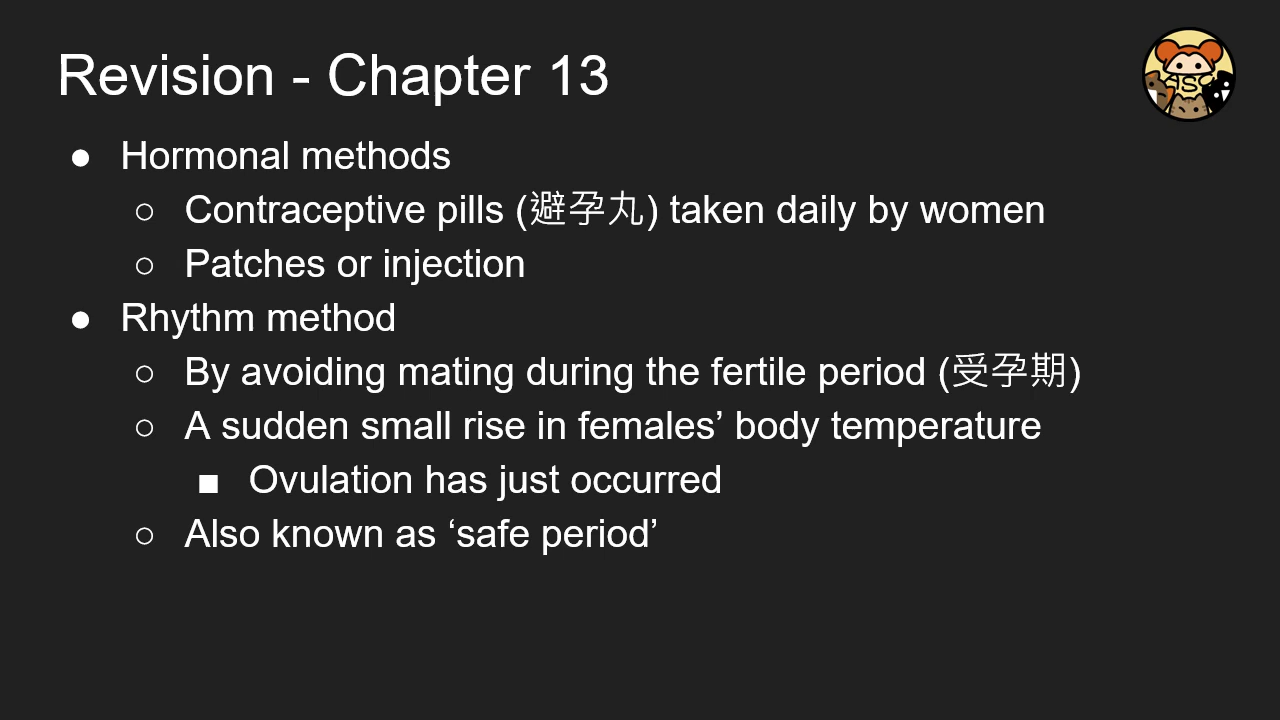 Revision - Chapter 13
● Hormonal methods
○ Contraceptive pills (避孕丸) taken daily by women
○ Patches or injection
● Rhythm method
○ By avoiding mating during the fertile period (受孕期)
○ A sudden small rise in females’ body temperature
■ Ovulation has just occurred
○ Also known as ‘safe period’